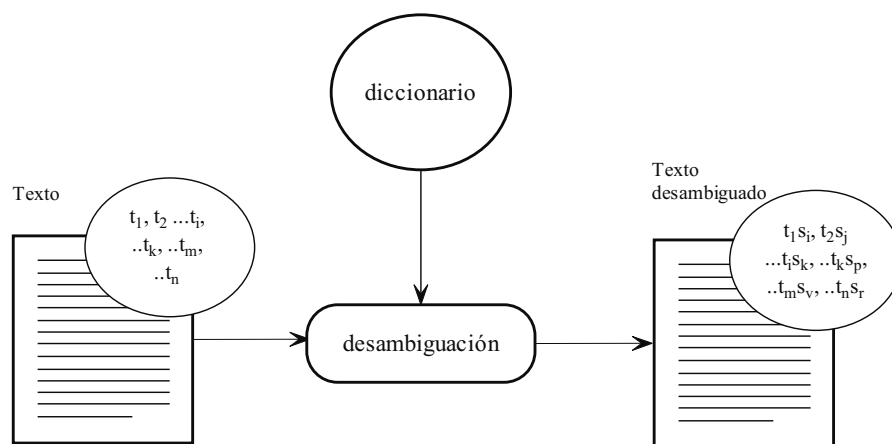 diccionario
Texto
t₁, t₂ ...tᵢ,
..tₖ, ..tₘ,
..tₙ
desambiguación
Texto
desambiguado
t₁sᵢ, t₂sⱼ
...tᵢsₖ, ..tₖsₚ,
..tₘsᵥ, ..tₙsᵣ